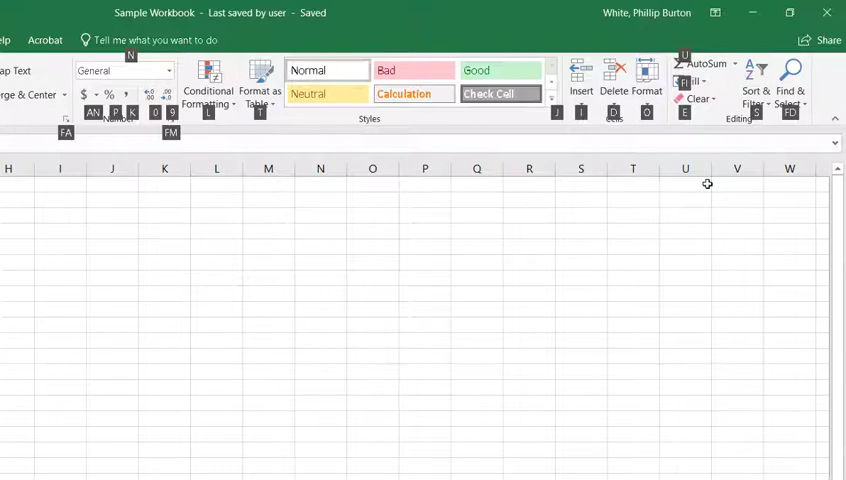 Sample Workbook - Last saved by user - Saved
White, Phillip Burton
elp Acrobat Tell me what you want to do Share
N U
ap Text General Conditional Formatting Format as Table Normal Bad Good Insert Delete Format AutoSum Sort & Filter Find & Select
erge & Center $ % , Neutral Calculation Check Cell Fill
Clear
AN P K 0 9 L T J I D O FI E S FD
Number Styles Cells Editing
FA FM
H I J K L M N O P Q R S T U V W